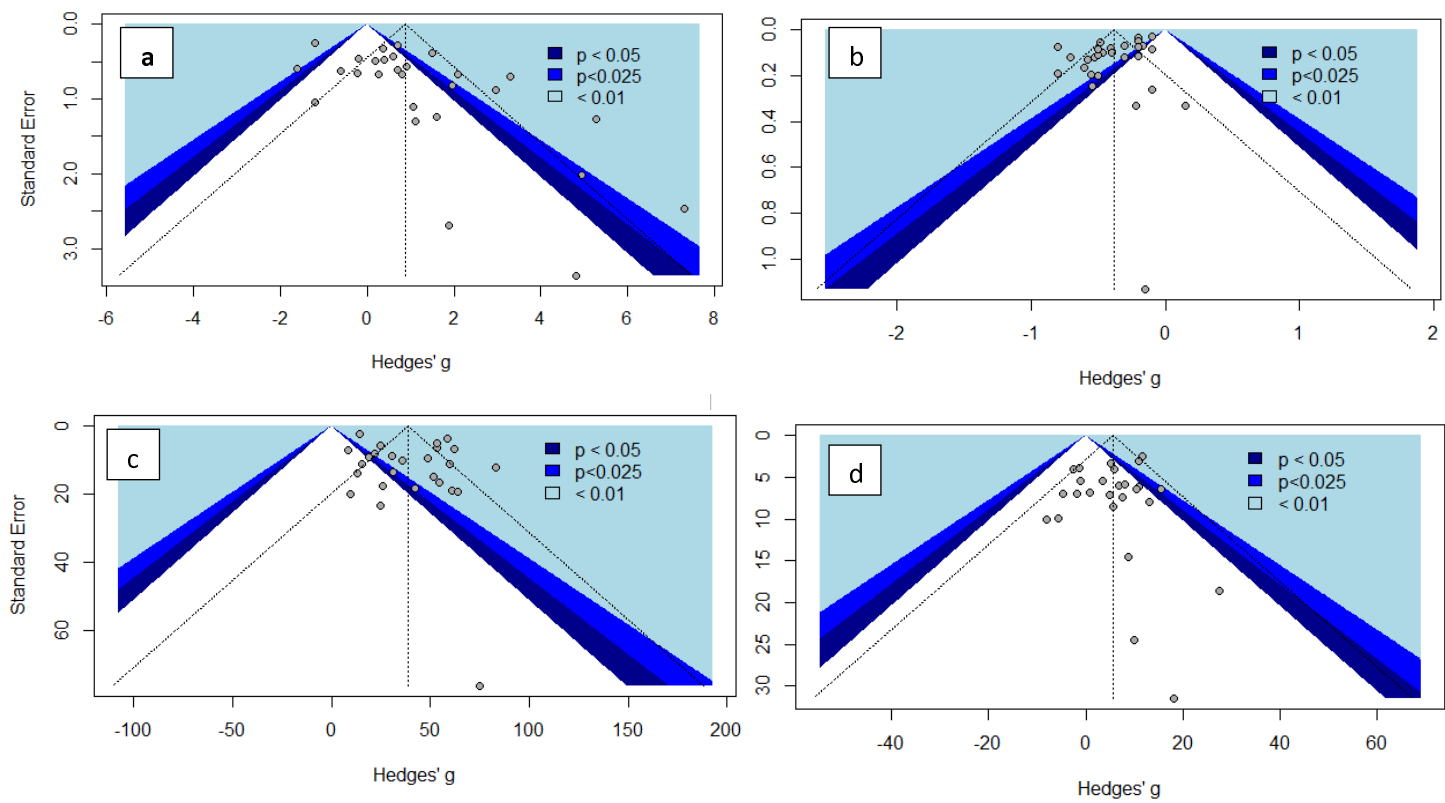 a
p < 0.05
p<0.025
< 0.01
0.0
1.0
2.0
3.0
Standard Error
-6 -4 -2 0 2 4 6 8
Hedges' g
b
p < 0.05
p<0.025
< 0.01
0.0
0.2
0.4
0.6
0.8
1.0
-2 -1 0 1 2
Hedges' g
c
p < 0.05
p<0.025
< 0.01
0
20
40
60
Standard Error
-100 -50 0 50 100 150 200
Hedges' g
d
p < 0.05
p<0.025
< 0.01
0
5
10
15
20
25
30
-40 -20 0 20 40 60
Hedges' g